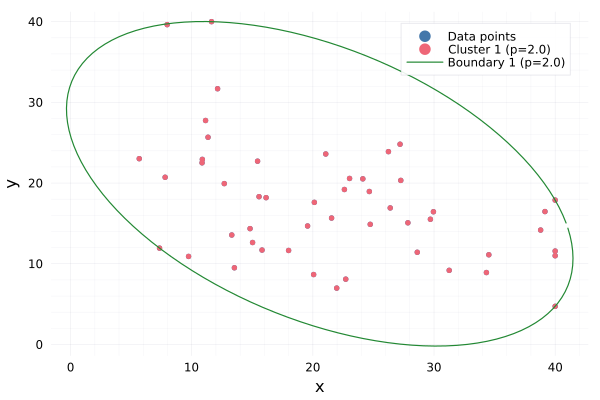 40
30
20
10
0
y
Data points
Cluster 1 (p=2.0)
Boundary 1 (p=2.0)
0 10 20 30 40
x